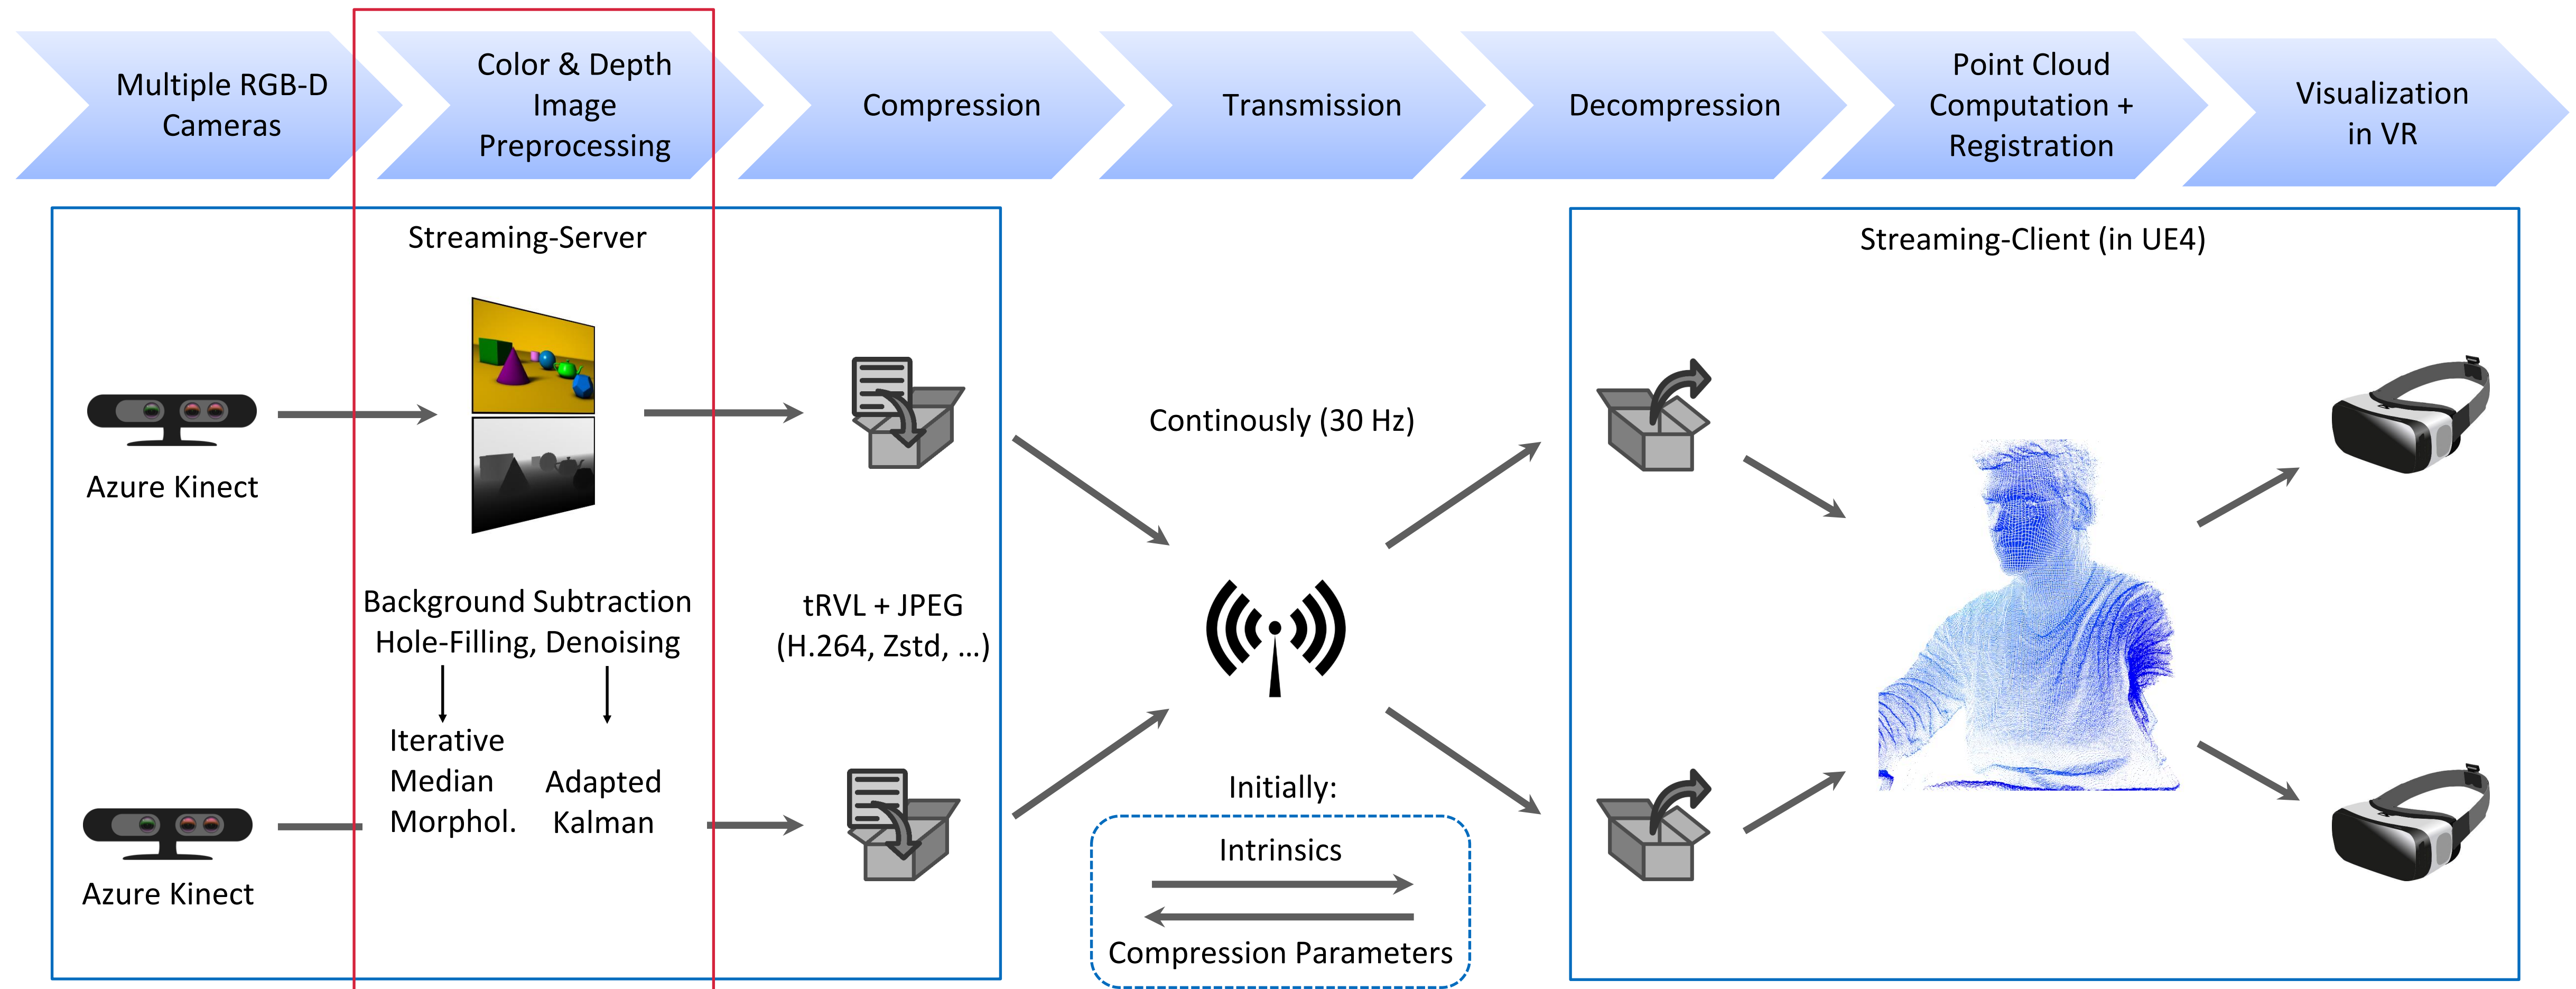 Multiple RGB-D
Cameras
Color & Depth
Image
Preprocessing
Compression
Transmission
Decompression
Point Cloud
Computation +
Registration
Visualization
in VR
Streaming-Server
Azure Kinect
Background Subtraction
Hole-Filling, Denoising
Iterative
Median
Morphol.
Adapted
Kalman
Azure Kinect
tRVL + JPEG
(H.264, Zstd, ...)
Continously (30 Hz)
Initially:
Intrinsics
Compression Parameters
Streaming-Client (in UE4)